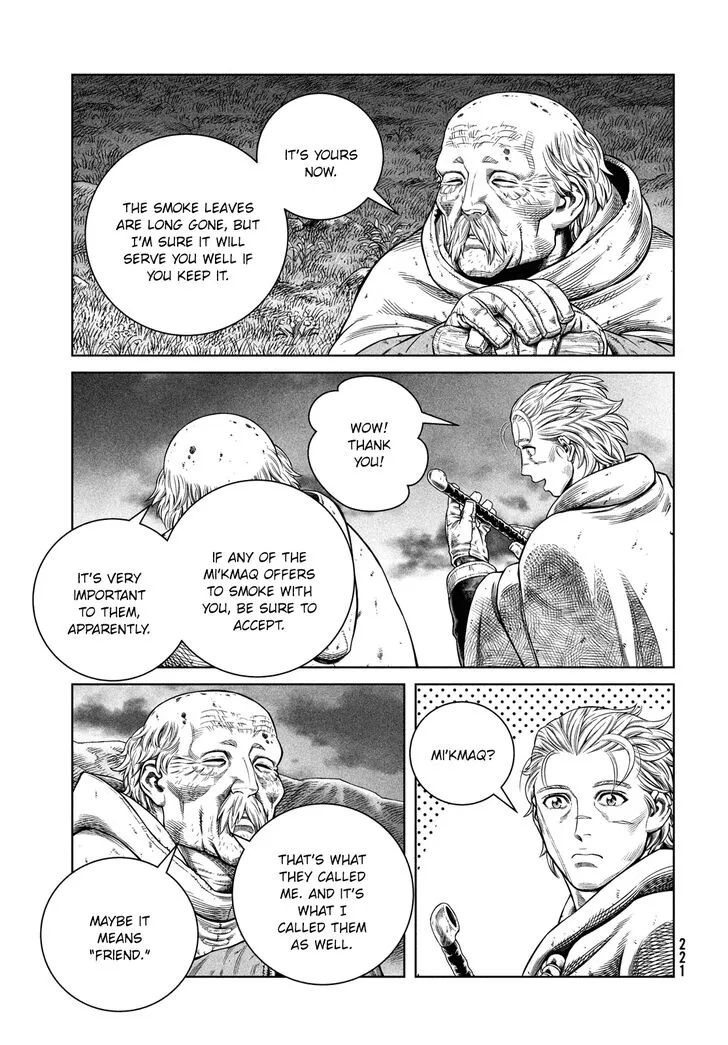 IT'S YOURS
NOW.
THE SMOKE LEAVES
ARE LONG GONE, BUT
I'M SURE IT WILL
SERVE YOU WELL IF
YOU KEEP IT.
WOW!
THANK
YOU!
IF ANY OF THE
MI'KMAQ OFFERS
TO SMOKE WITH
YOU, BE SURE TO
ACCEPT.
IT'S VERY
IMPORTANT
TO THEM,
APPARENTLY.
MI'KMAQ?
THAT'S WHAT
THEY CALLED
ME. AND IT'S
WHAT I
CALLED THEM
AS WELL.
MAYBE IT
MEANS
"FRIEND."
221